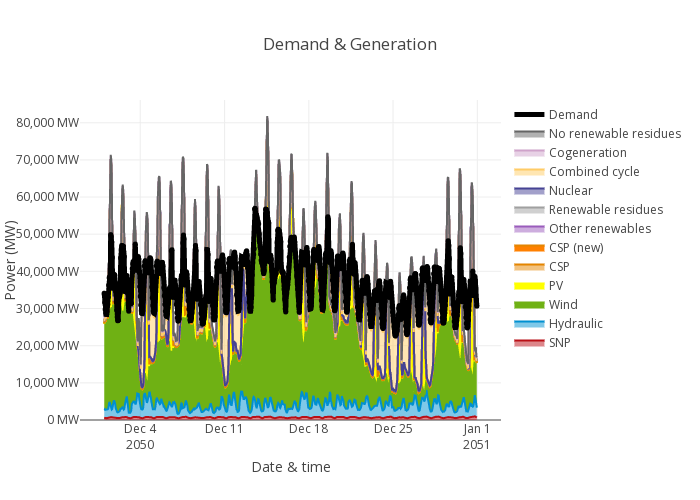 Demand & Generation
80,000 MW
70,000 MW
60,000 MW
50,000 MW
40,000 MW
30,000 MW
20,000 MW
10,000 MW
0 MW
Power (MW)
Dec 4
2050
Dec 11
Dec 18
Dec 25
Jan 1
2051
Date & time
Demand
No renewable residues
Cogeneration
Combined cycle
Nuclear
Renewable residues
Other renewables
CSP (new)
CSP
PV
Wind
Hydraulic
SNP